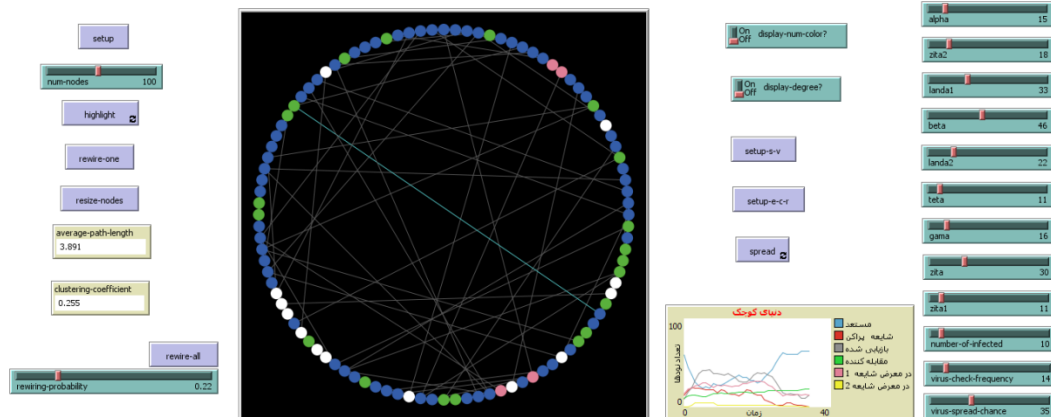 setup
num-nodes 100
highlight
rewire-one
resize-nodes
average-path-length
3.891
clustering-coefficient
0.255
rewire-all
rewiring-probability 0.22
On
Off
display-num-color?
On
Off
display-degree?
setup-s-v
setup-e-c-r
spread
دنیای کوچک
100
0
تعداد نودها
0
زمان
40
مستعد
شایعه پراکن
بازیابی شده
مقابله کننده
در معرض شایعه 1
در معرض شایعه 2
alpha 15
zita2 18
landa1 33
beta 46
landa2 22
teta 11
gama 16
zita 30
zita1 11
number-of-infected 10
virus-check-frequency 14
virus-spread-chance 35